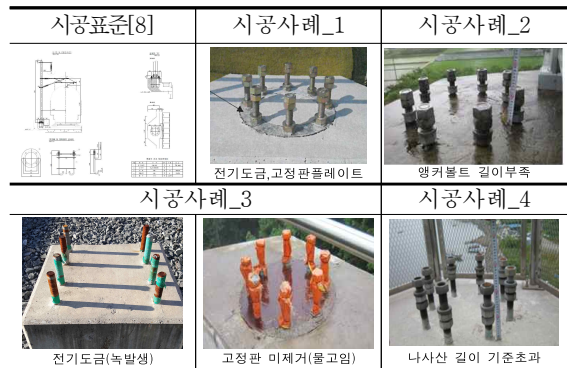 시공표준[8]
시공사례_1
시공사례_2
전기도금,고정판플레이트
앵커볼트 길이부족
시공사례_3
시공사례_4
전기도금(녹발생)
고정판 미제거(물고임)
나사산 길이 기준초과